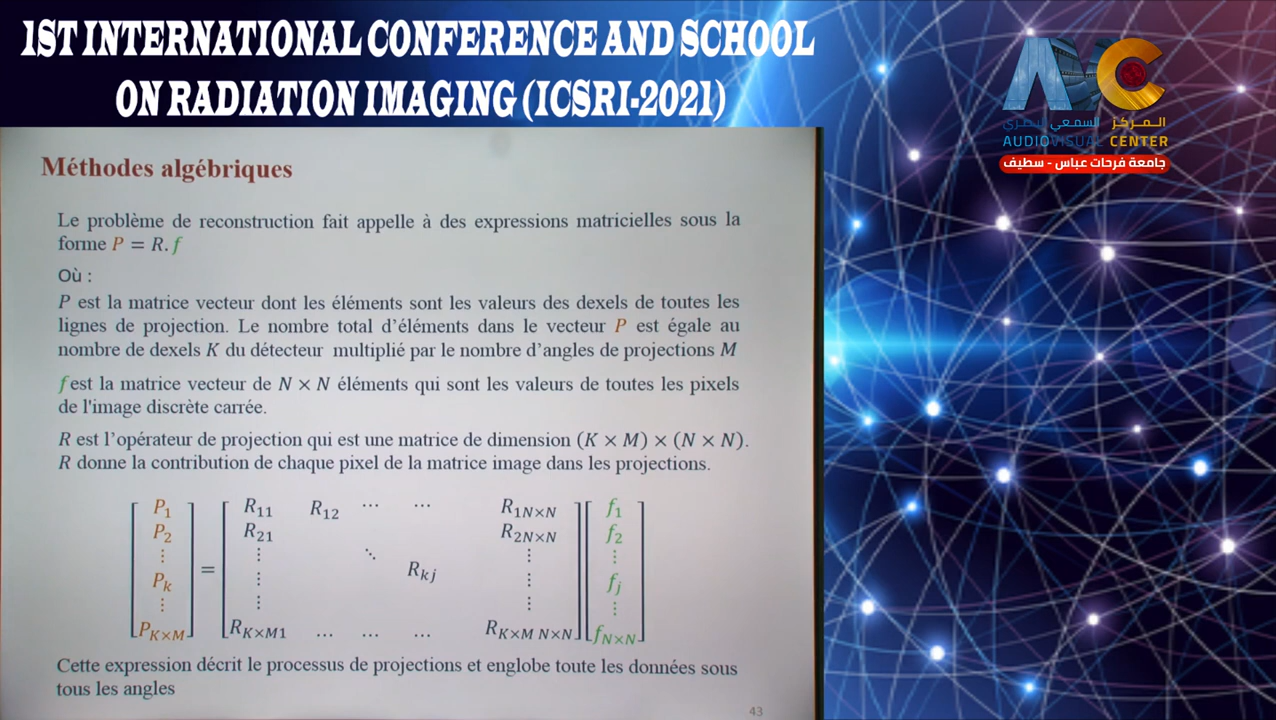 1ST INTERNATIONAL CONFERENCE AND SCHOOL
ON RADIATION IMAGING (ICSRI-2021)
المركز السمعي البصري
AUDIOVISUAL CENTER
جامعة فرحات عباس - سطيف
Méthodes algébriques
Le problème de reconstruction fait appelle à des expressions matricielles sous la
forme P = R. f
Où :
P est la matrice vecteur dont les éléments sont les valeurs des dexels de toutes les
lignes de projection. Le nombre total d'éléments dans le vecteur P est égale au
nombre de dexels K du détecteur multiplié par le nombre d'angles de projections M
f est la matrice vecteur de N × N éléments qui sont les valeurs de toutes les pixels
de l'image discrète carrée.
R est l'opérateur de projection qui est une matrice de dimension (K × M) × (N × N).
R donne la contribution de chaque pixel de la matrice image dans les projections.
P1 R11 R12 ⋯ ⋯ R1N×N f1
P2 R21 R2N×N f2
⋮ ⋮ ⋱ ⋮ ⋮
Pk = ⋮ Rkj ⋮ fj
⋮ ⋮ ⋮ ⋮
PK×M RK×M1 … … … RK×M N×N fN×N
Cette expression décrit le processus de projections et englobe toute les données sous
tous les angles
43